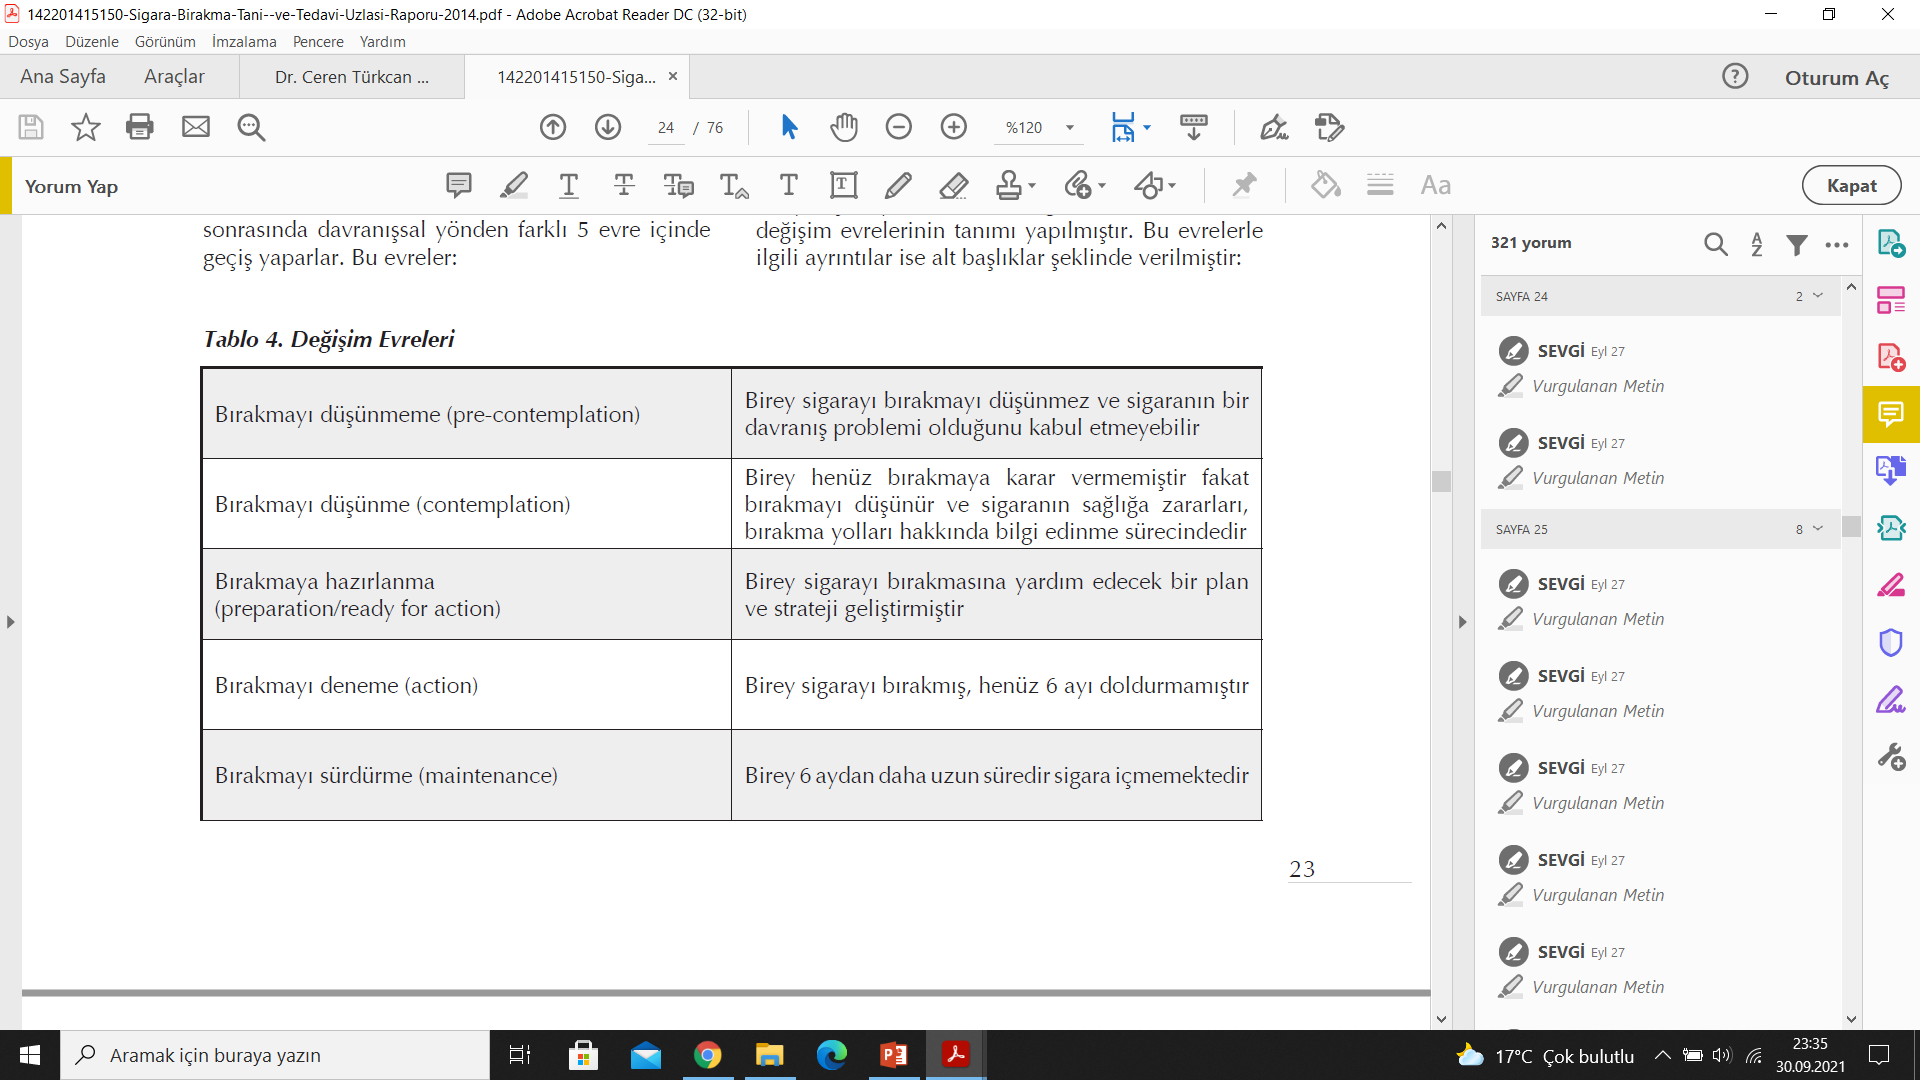 142201415150-Sigara-Birakma-Tani--ve-Tedavi-Uzlasi-Raporu-2014.pdf - Adobe Acrobat Reader DC (32-bit)
Dosya Düzenle Görünüm İmzalama Pencere Yardım
Ana Sayfa Araçlar Dr. Ceren Türkcan ... 142201415150-Siga... × ? Oturum Aç
24 / 76 %120
Yorum Yap Aa Kapat
sonrasında davranışsal yönden farklı 5 evre içinde
geçiş yaparlar. Bu evreler:
değişim evrelerinin tanımı yapılmıştır. Bu evrelerle
ilgili ayrıntılar ise alt başlıklar şeklinde verilmiştir:
Tablo 4. Değişim Evreleri
Bırakmayı düşünmeme (pre-contemplation)
Birey sigarayı bırakmayı düşünmez ve sigaranın bir
davranış problemi olduğunu kabul etmeyebilir
Bırakmayı düşünme (contemplation)
Birey henüz bırakmaya karar vermemiştir fakat
bırakmayı düşünür ve sigaranın sağlığa zararları,
bırakma yolları hakkında bilgi edinme sürecindedir
Bırakmaya hazırlanma
(preparation/ready for action)
Birey sigarayı bırakmasına yardım edecek bir plan
ve strateji geliştirmiştir
Bırakmayı deneme (action)
Birey sigarayı bırakmış, henüz 6 ayı doldurmamıştır
Bırakmayı sürdürme (maintenance)
Birey 6 aydan daha uzun süredir sigara içmemektedir
23
321 yorum
SAYFA 24 2
SEVGİ Eyl 27
Vurgulanan Metin
SEVGİ Eyl 27
Vurgulanan Metin
SAYFA 25 8
SEVGİ Eyl 27
Vurgulanan Metin
SEVGİ Eyl 27
Vurgulanan Metin
SEVGİ Eyl 27
Vurgulanan Metin
SEVGİ Eyl 27
Vurgulanan Metin
SEVGİ Eyl 27
Vurgulanan Metin
Aramak için buraya yazın
17°C Çok bulutlu
23:35
30.09.2021